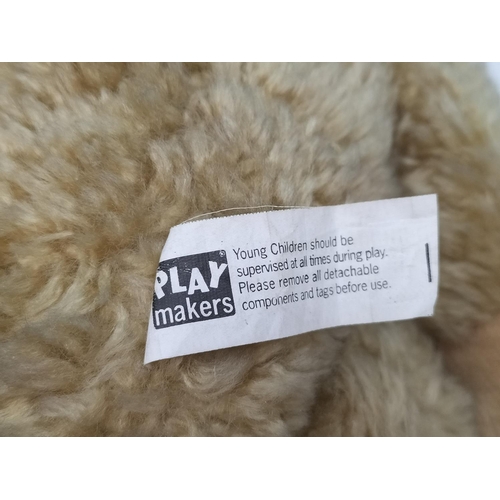 PLAY
makers
Young Children should be
supervised at all times during play.
Please remove all detachable
components and tags before use.